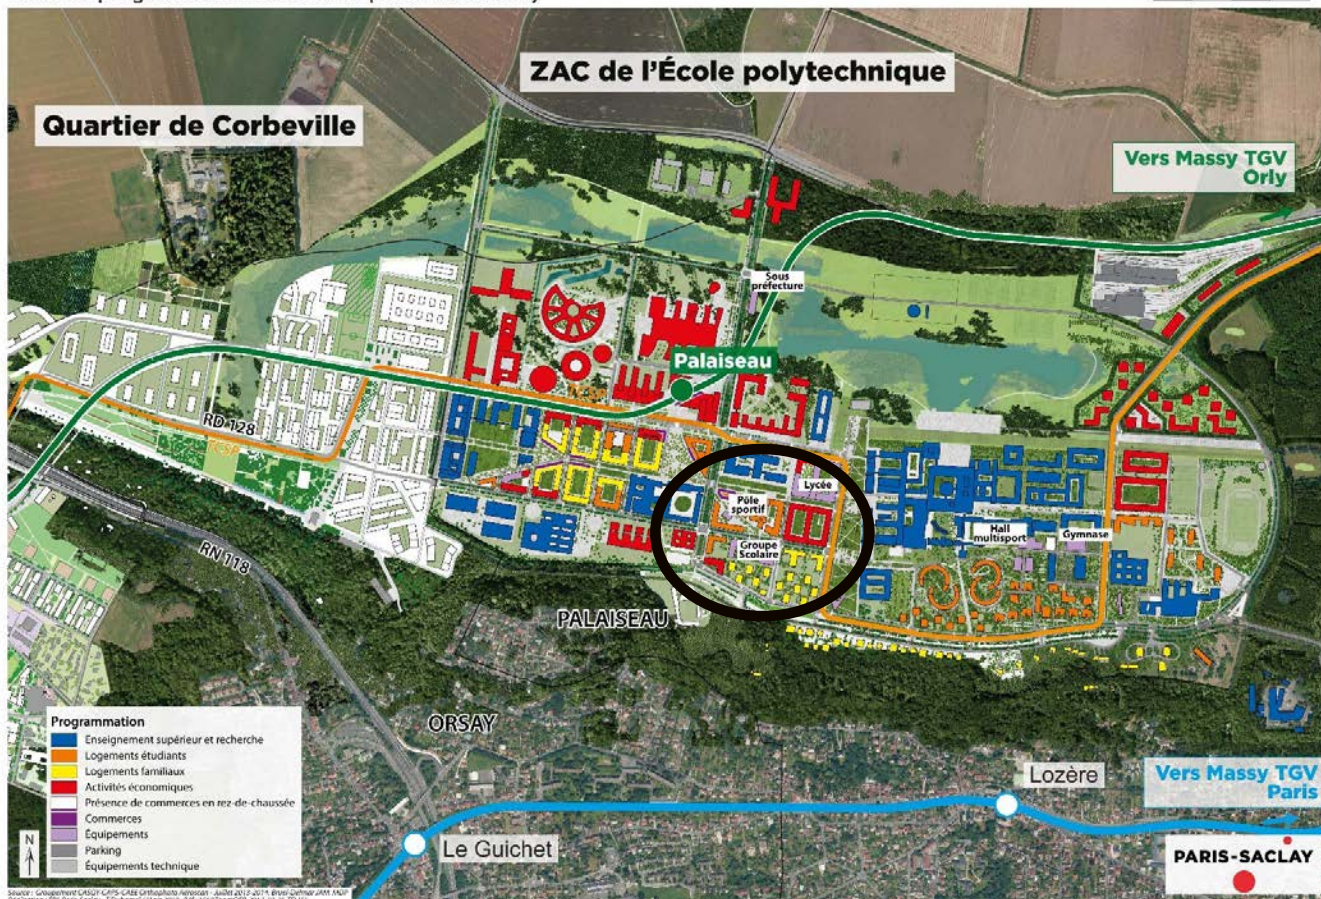 ZAC de l'École polytechnique
Quartier de Corbeville
Vers Massy TGV
Orly
Sous
préfecture
Palaiseau
RD 128
Lycée
Pôle
sportif
Hall
multisport
Gymnase
Groupe
Scolaire
RN 118
PALAISEAU
ORSAY
Programmation
Enseignement supérieur et recherche
Logements étudiants
Logements familiaux
Activités économiques
Présence de commerces en rez-de-chaussée
Commerces
Équipements
Parking
Équipements technique
N
Lozère
Vers Massy TGV
Paris
Le Guichet
PARIS-SACLAY